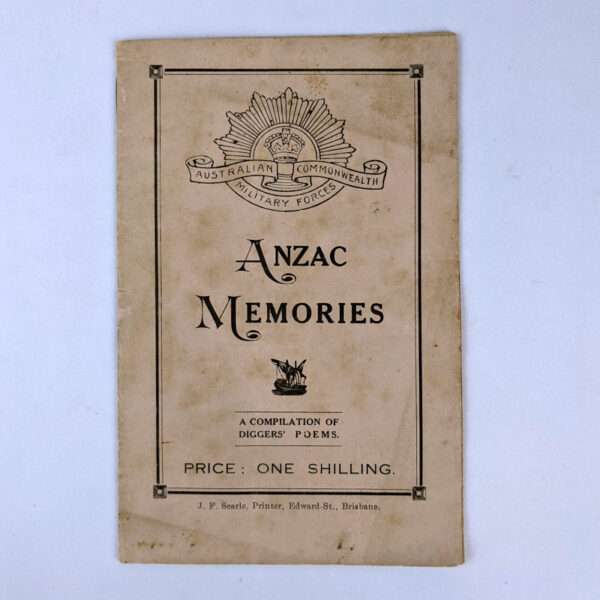 AUSTRALIAN COMMONWEALTH
MILITARY FORCES
ANZAC
MEMORIES
A COMPILATION OF
DIGGERS' POEMS.
PRICE: ONE SHILLING.
J. F. Searle, Printer, Edward-St., Brisbane.